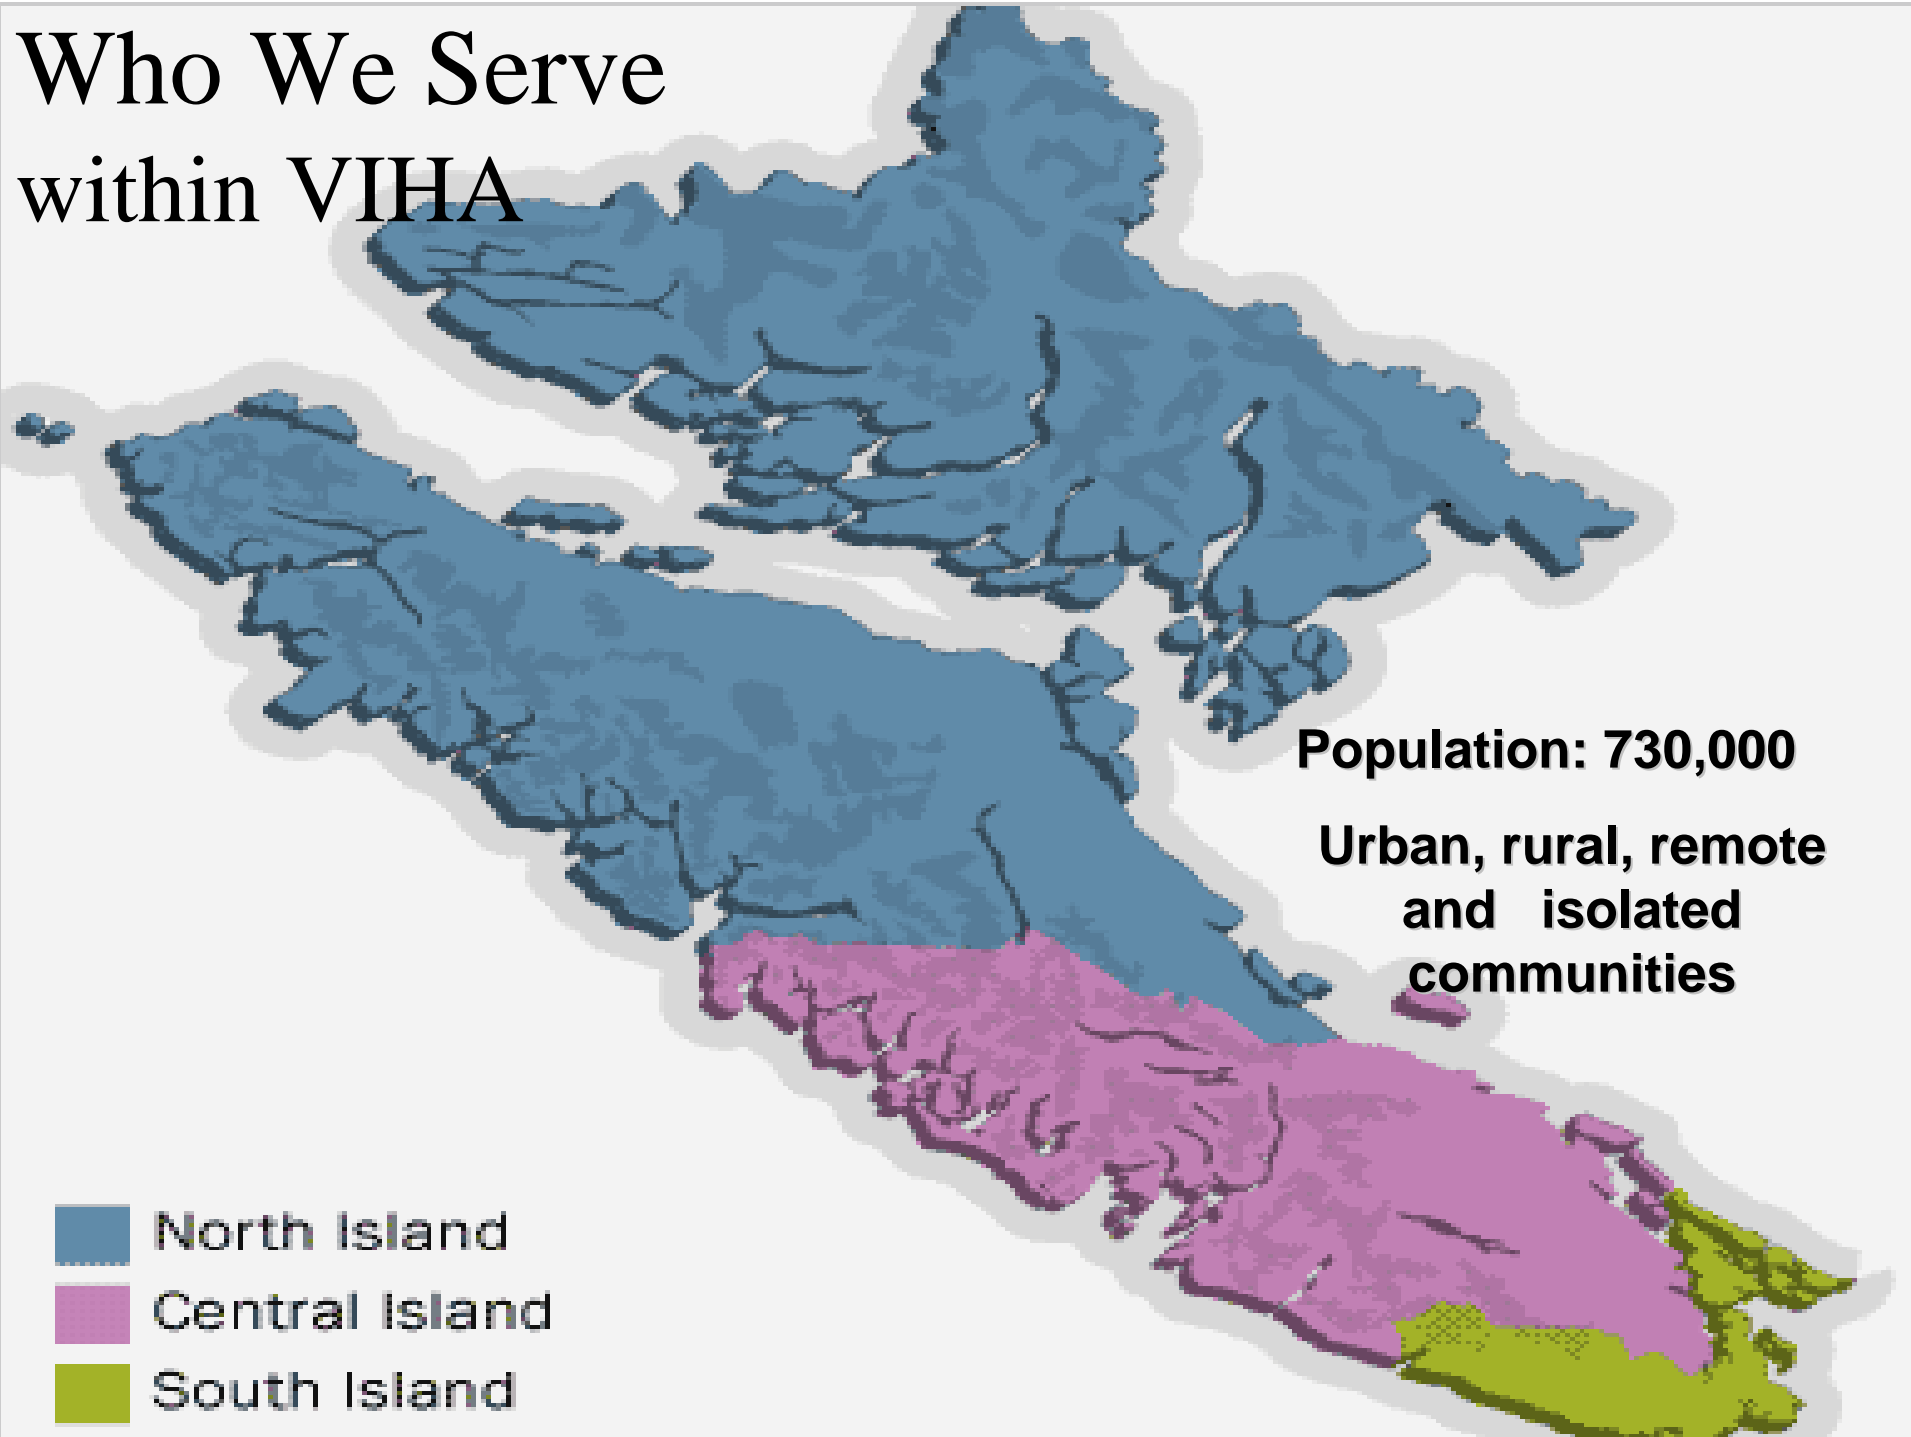 Who We Serve
within VIHA
Population: 730,000
Urban, rural, remote
and isolated
communities
North Island
Central Island
South Island